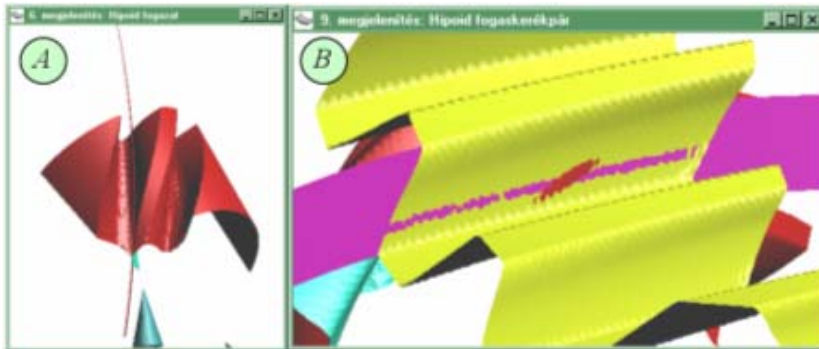 6. megjelenítés: Hipoid fogazat
9. megjelenítés: Hipoid fogaskerékpár
A
B